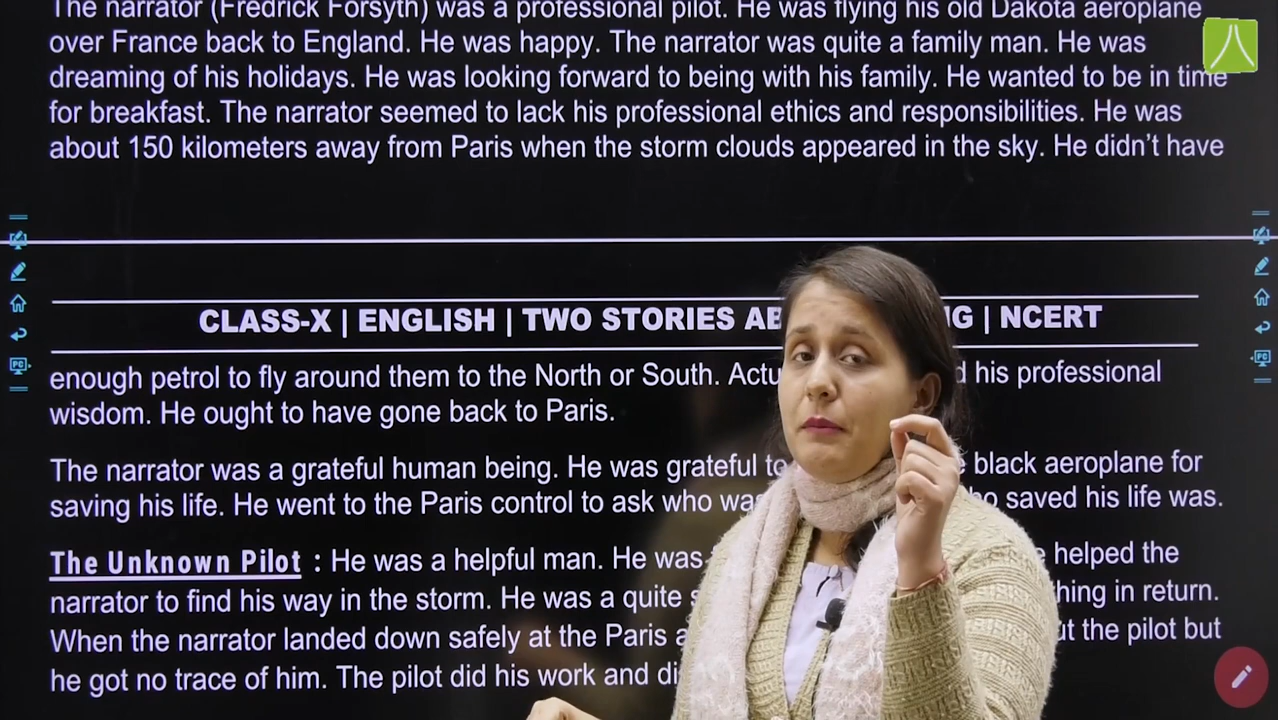 The narrator (Fredrick Forsyth) was a professional pilot. He was flying his old Dakota aeroplane
over France back to England. He was happy. The narrator was quite a family man. He was
dreaming of his holidays. He was looking forward to being with his family. He wanted to be in time
for breakfast. The narrator seemed to lack his professional ethics and responsibilities. He was
about 150 kilometers away from Paris when the storm clouds appeared in the sky. He didn't have
CLASS-X | ENGLISH | TWO STORIES | NCERT
enough petrol to fly around them to the North or South. his professional
wisdom. He ought to have gone back to Paris.
The narrator was a grateful human being. He was grateful black aeroplane for
saving his life. He went to the Paris control to ask who saved his life was.
The Unknown Pilot : He was a helpful man. He was helped the
narrator to find his way in the storm. He was a quite in return.
When the narrator landed down safely at the Paris the pilot but
he got no trace of him. The pilot did his work and
PC
PC